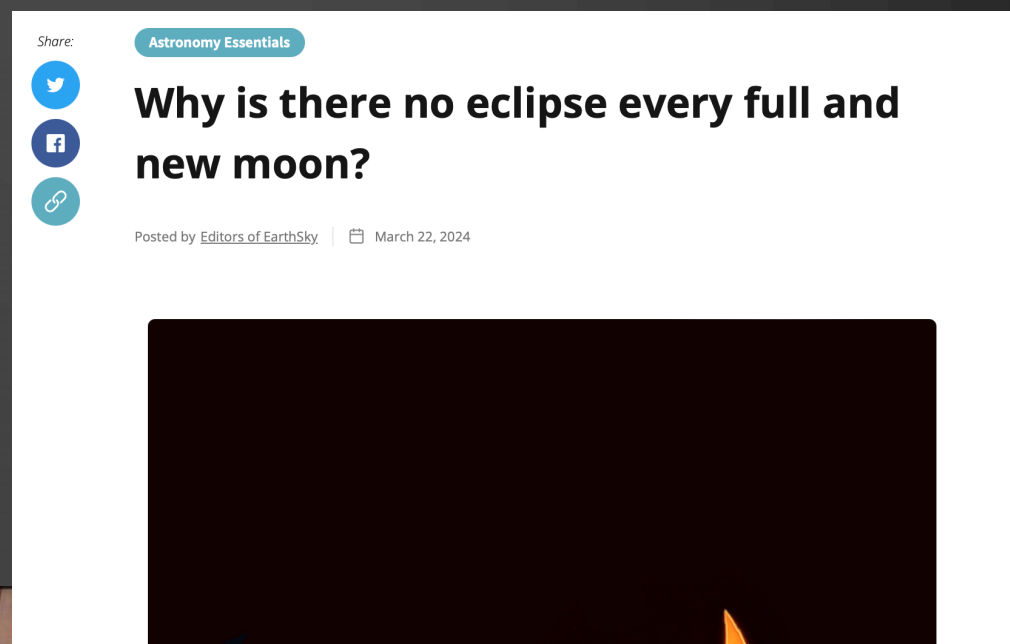 Share:
Astronomy Essentials
Why is there no eclipse every full and
new moon?
Posted by Editors of EarthSky
March 22, 2024